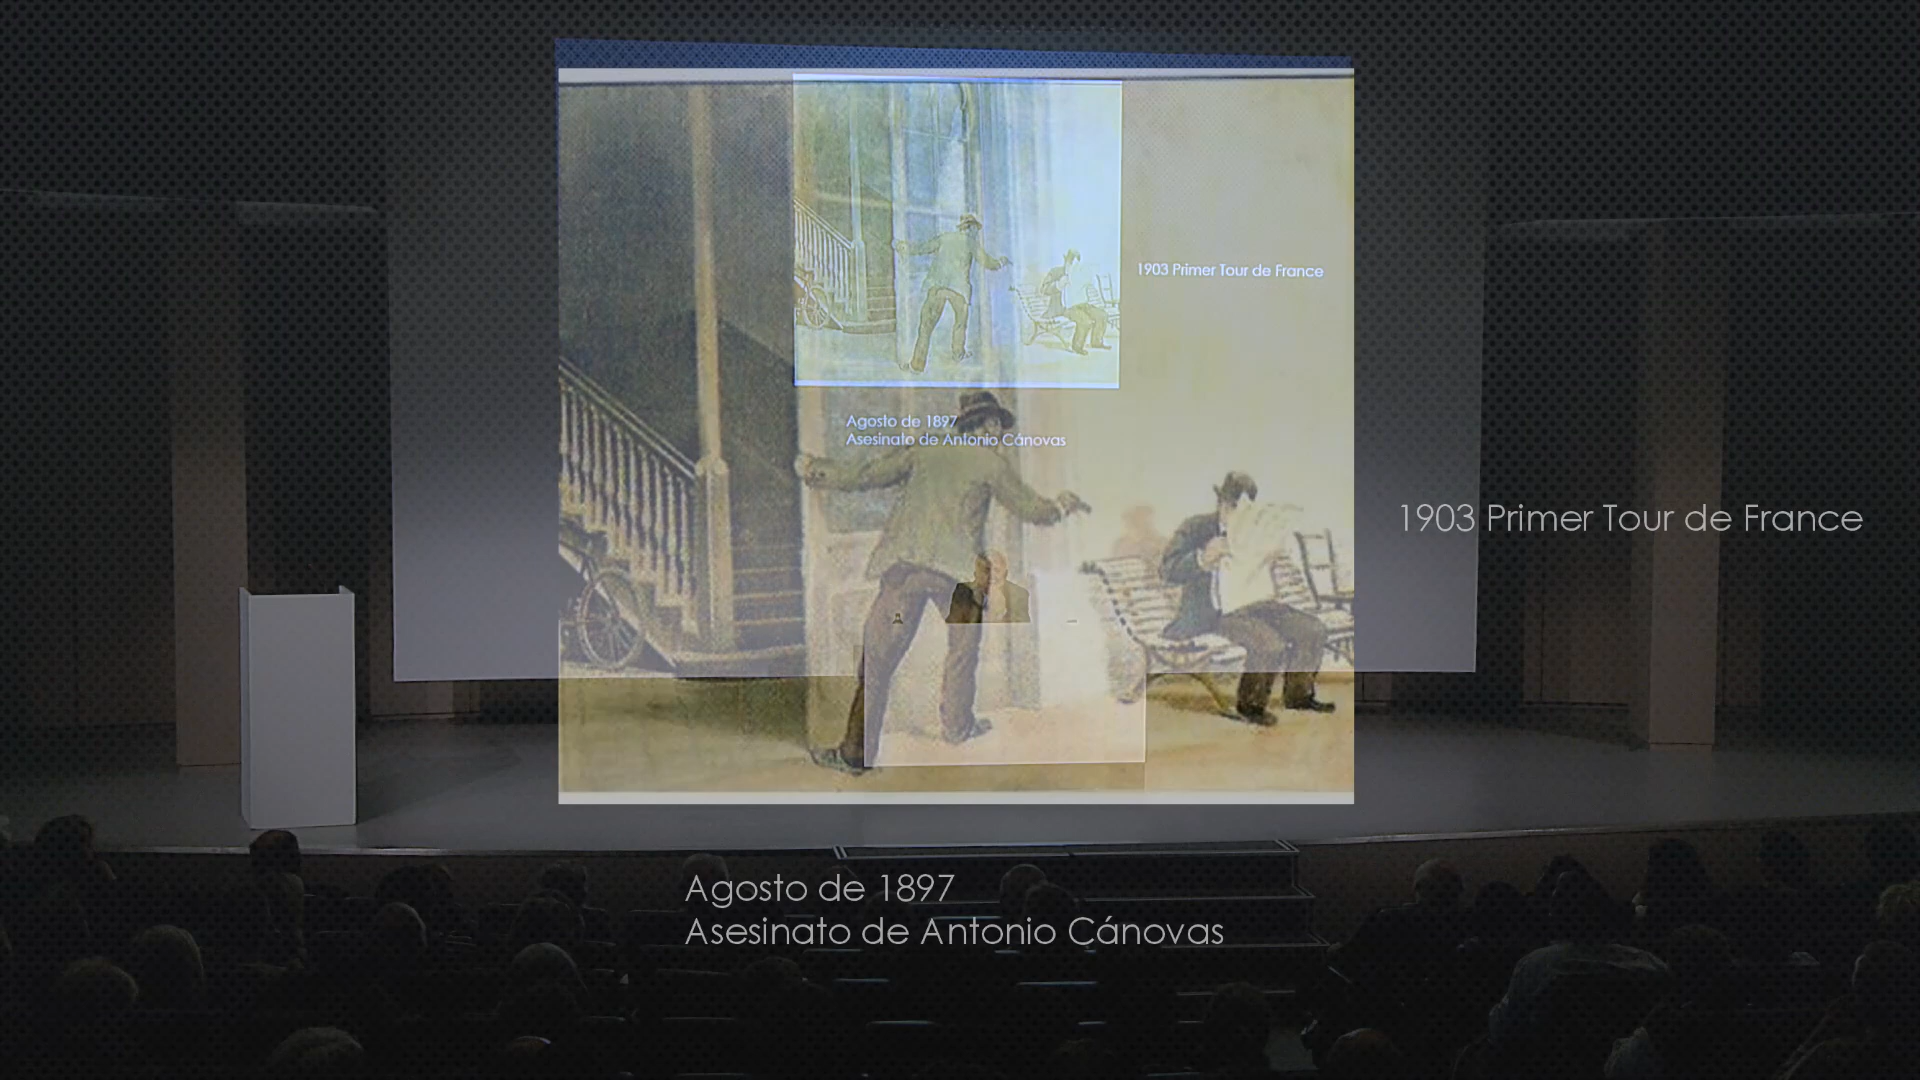 1903 Primer Tour de France
Agosto de 1897
Asesinato de Antonio Cánovas
1903 Primer Tour de France
Agosto de 1897
Asesinato de Antonio Cánovas